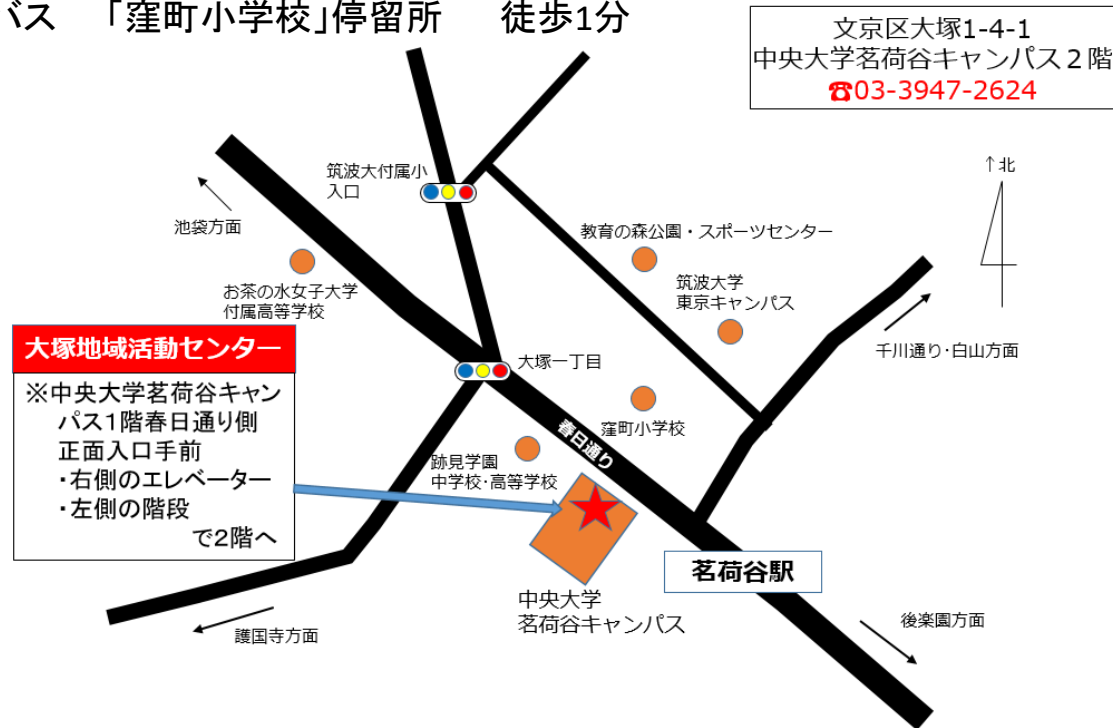 バス 「窪町小学校」停留所 徒歩1分
文京区大塚1-4-1
中央大学茗荷谷キャンパス2階
☎03-3947-2624
↑北
筑波大付属小
入口
池袋方面
教育の森公園・スポーツセンター
筑波大学
東京キャンパス
お茶の水女子大学
付属高等学校
千川通り・白山方面
大塚地域活動センター
大塚一丁目
※中央大学茗荷谷キャン
パス1階春日通り側
正面入口手前
・右側のエレベーター
・左側の階段
で2階へ
窪町小学校
春日通り
跡見学園
中学校・高等学校
茗荷谷駅
中央大学
茗荷谷キャンパス
護国寺方面
後楽園方面